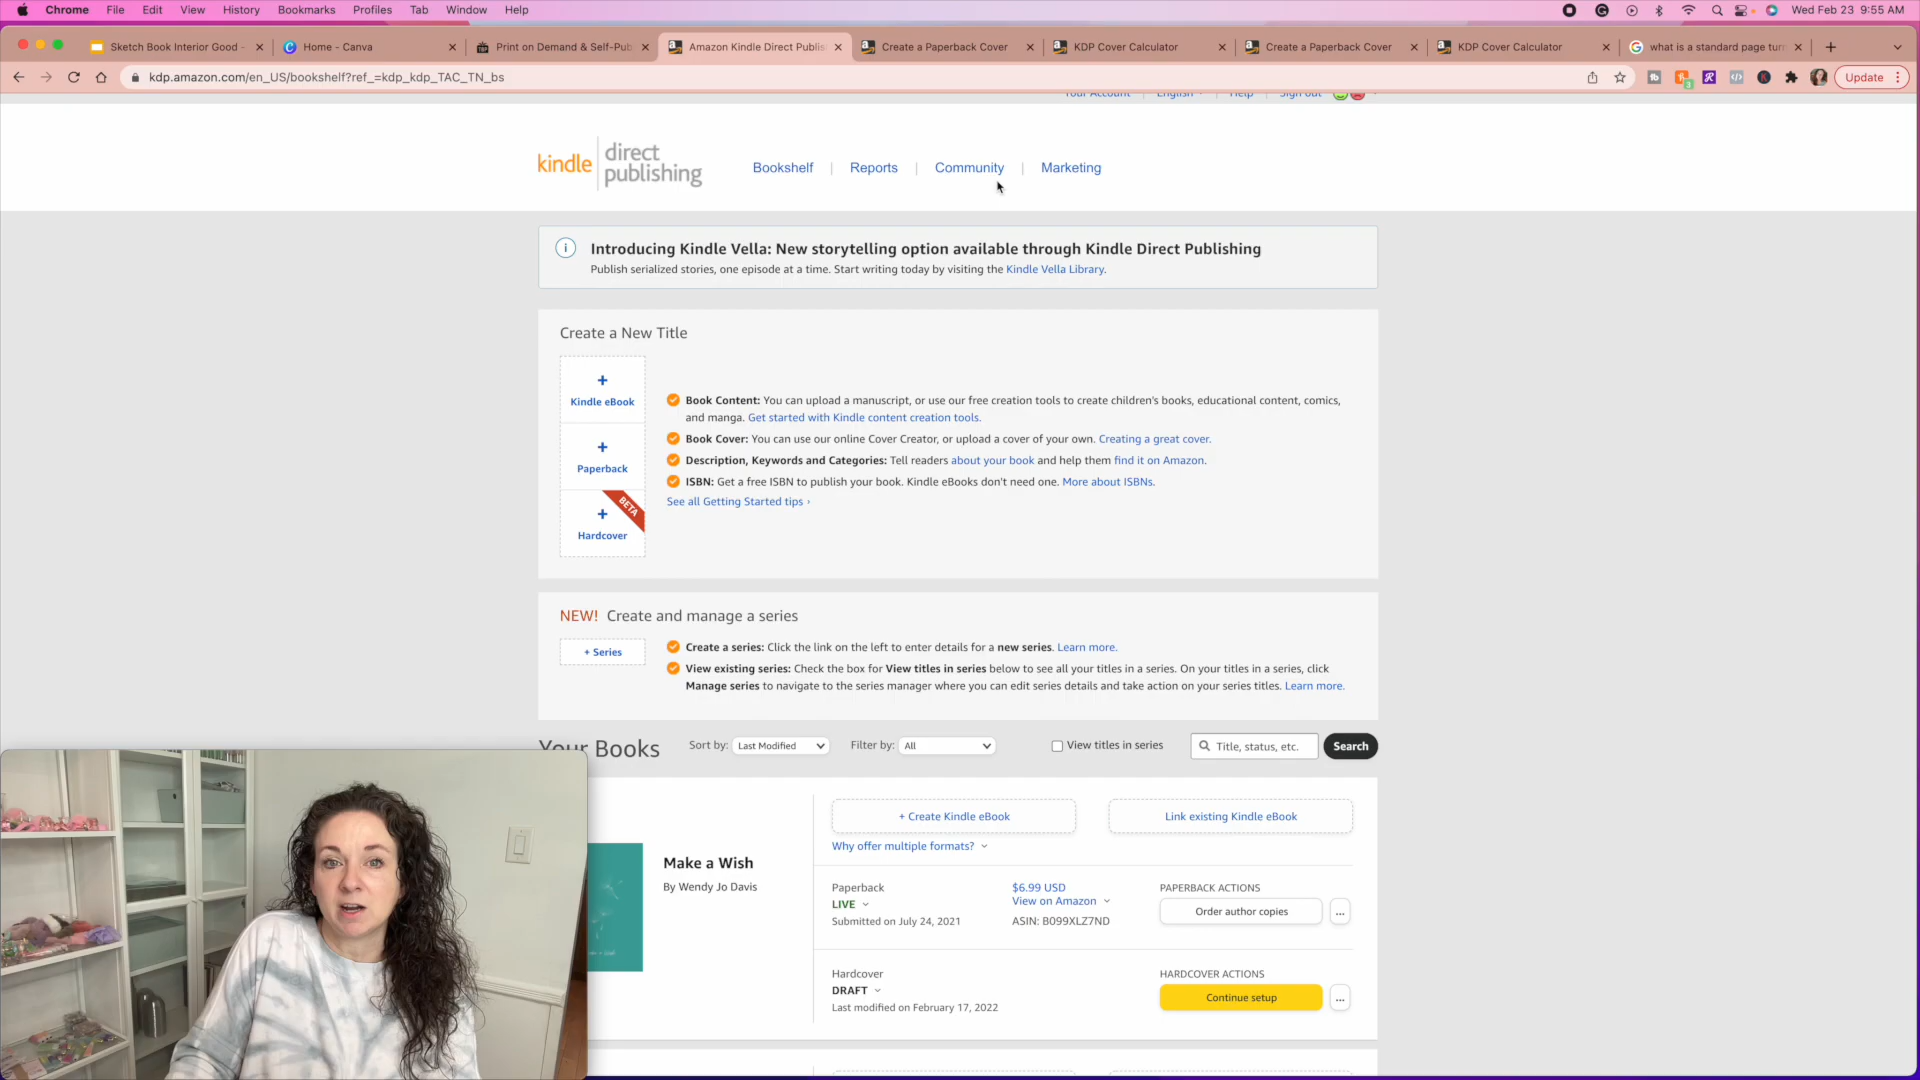 Chrome File Edit View History Bookmarks Profiles Tab Window Help Wed Feb 23 9:55 AM
Sketch Book Interior Good - Home - Canva Print on Demand & Self-Pub Amazon Kindle Direct Publis Create a Paperback Cover KDP Cover Calculator Create a Paperback Cover KDP Cover Calculator what is a standard page turn
kdp.amazon.com/en_US/bookshelf?ref_=kdp_kdp_TAC_TN_bs Update
Your Account English Help Sign out
kindle direct publishing
Bookshelf | Reports | Community | Marketing
Introducing Kindle Vella: New storytelling option available through Kindle Direct Publishing
Publish serialized stories, one episode at a time. Start writing today by visiting the Kindle Vella Library.
Create a New Title
+
Kindle eBook
+
Paperback
BETA
+
Hardcover
Book Content: You can upload a manuscript, or use our free creation tools to create children's books, educational content, comics,
and manga. Get started with Kindle content creation tools.
Book Cover: You can use our online Cover Creator, or upload a cover of your own. Creating a great cover.
Description, Keywords and Categories: Tell readers about your book and help them find it on Amazon.
ISBN: Get a free ISBN to publish your book. Kindle eBooks don't need one. More about ISBNs.
See all Getting Started tips ›
NEW! Create and manage a series
+ Series
Create a series: Click the link on the left to enter details for a new series. Learn more.
View existing series: Check the box for View titles in series below to see all your titles in a series. On your titles in a series, click
Manage series to navigate to the series manager where you can edit series details and take action on your series titles. Learn more.
Your Books Sort by: Last Modified Filter by: All View titles in series Title, status, etc. Search
+ Create Kindle eBook Link existing Kindle eBook
Why offer multiple formats?
Make a Wish
By Wendy Jo Davis
Paperback $6.99 USD PAPERBACK ACTIONS
LIVE View on Amazon Order author copies ...
Submitted on July 24, 2021 ASIN: B099XLZ7ND
Hardcover HARDCOVER ACTIONS
DRAFT Continue setup ...
Last modified on February 17, 2022